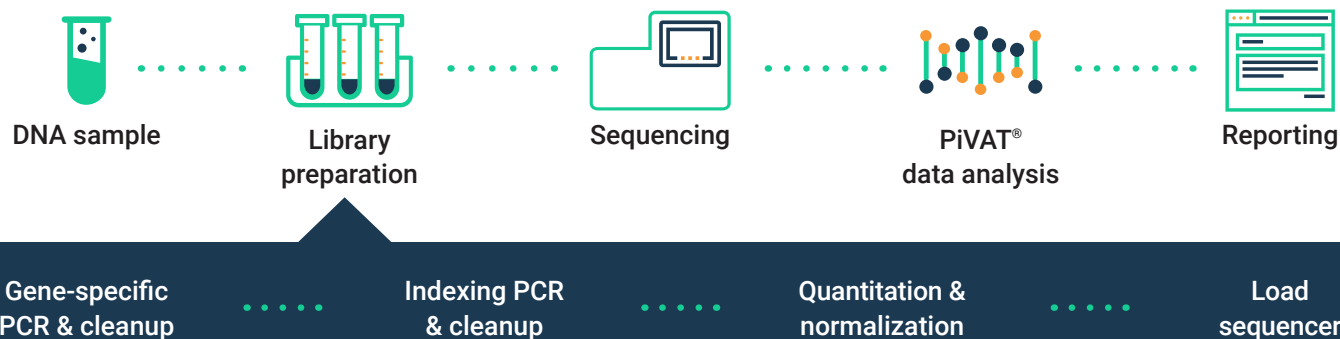 DNA sample
Library
preparation
Sequencing
PiVAT®
data analysis
Reporting
Gene-specific
PCR & cleanup
Indexing PCR
& cleanup
Quantitation &
normalization
Load
sequencer